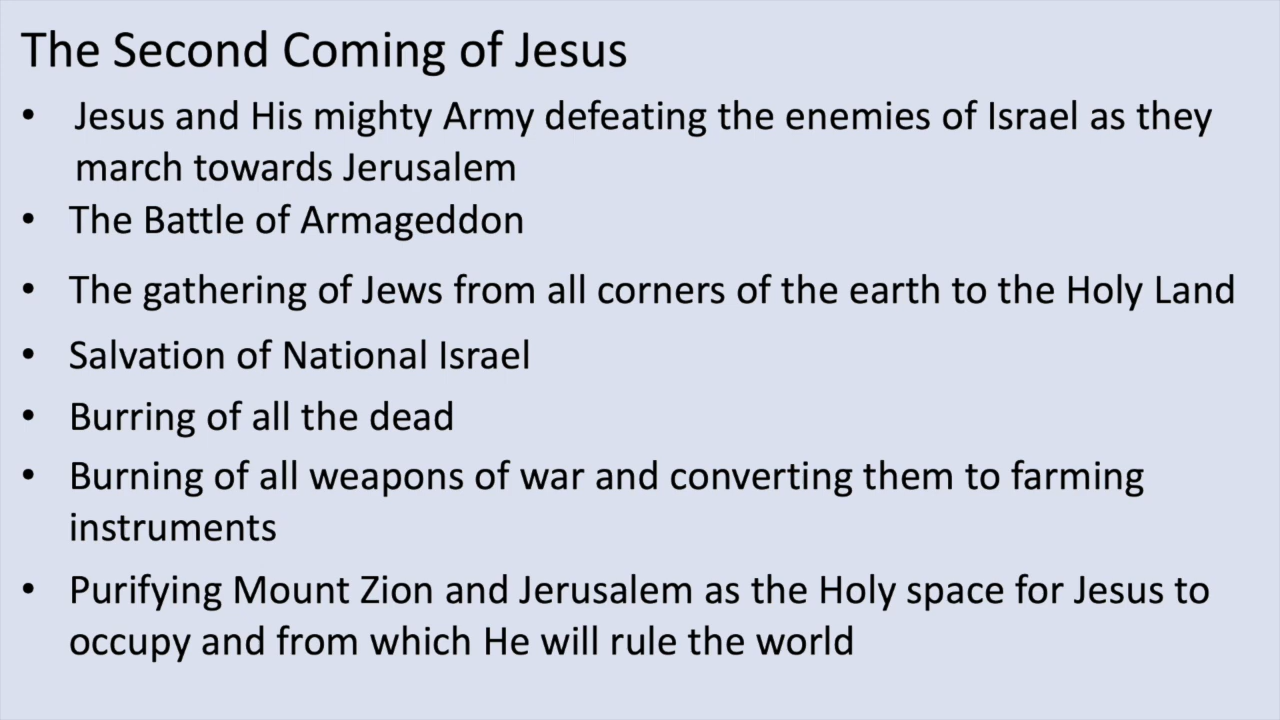 The Second Coming of Jesus
• Jesus and His mighty Army defeating the enemies of Israel as they
march towards Jerusalem
• The Battle of Armageddon
• The gathering of Jews from all corners of the earth to the Holy Land
• Salvation of National Israel
• Burring of all the dead
• Burning of all weapons of war and converting them to farming
instruments
• Purifying Mount Zion and Jerusalem as the Holy space for Jesus to
occupy and from which He will rule the world